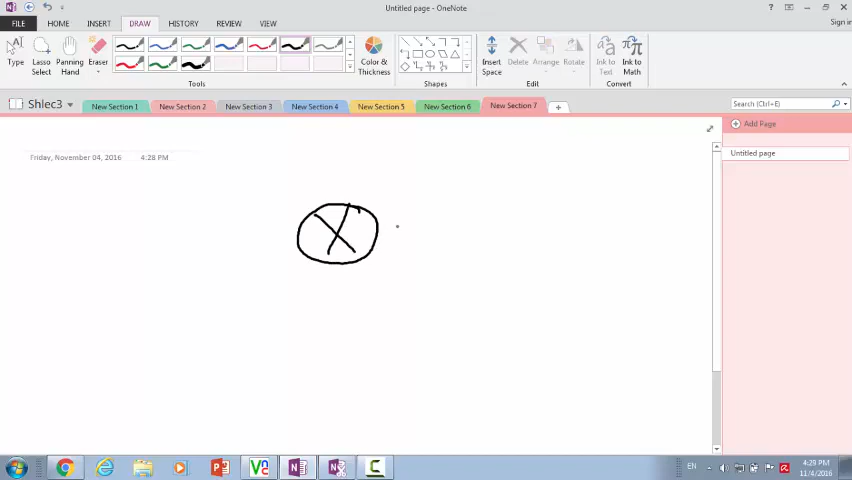 Untitled page - OneNote
FILE HOME INSERT DRAW HISTORY REVIEW VIEW
Sign in
Type Lasso Select Panning Hand Eraser Color & Thickness Insert Space Delete Arrange Rotate Ink to Text Ink to Math
Tools Shapes Edit Convert
Shlec3 New Section 1 New Section 2 New Section 3 New Section 4 New Section 5 New Section 6 New Section 7 Search (Ctrl+E)
Add Page
Untitled page
Friday, November 04, 2016 4:28 PM
X
EN 4:29 PM
11/4/2016